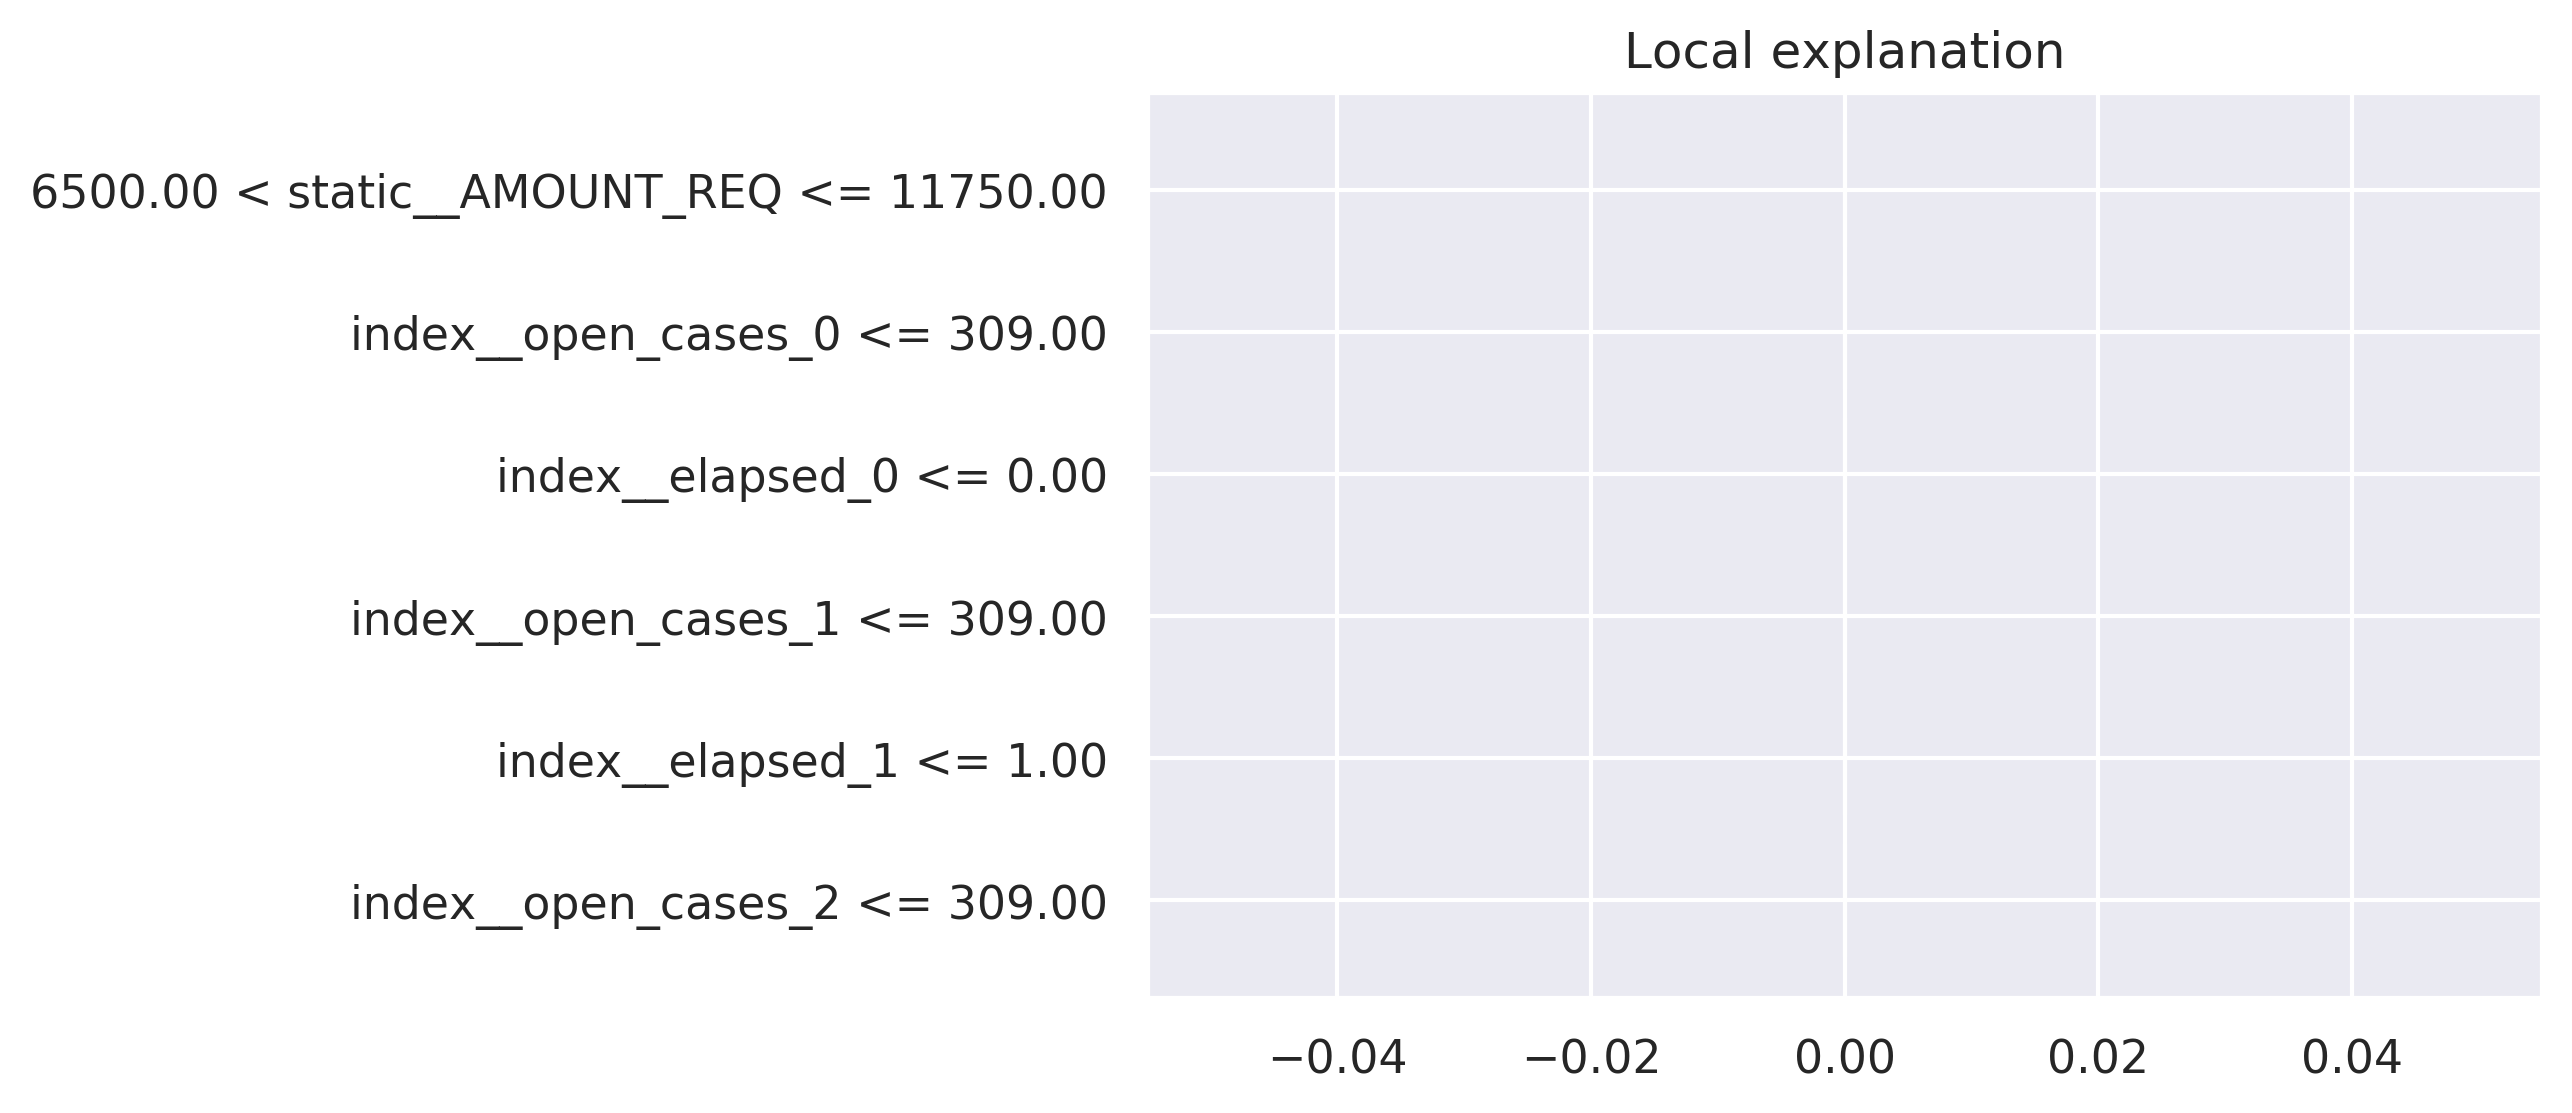 Local explanation
6500.00 < static__AMOUNT_REQ <= 11750.00
index__open_cases_0 <= 309.00
index__elapsed_0 <= 0.00
index__open_cases_1 <= 309.00
index__elapsed_1 <= 1.00
index__open_cases_2 <= 309.00
−0.04 −0.02 0.00 0.02 0.04